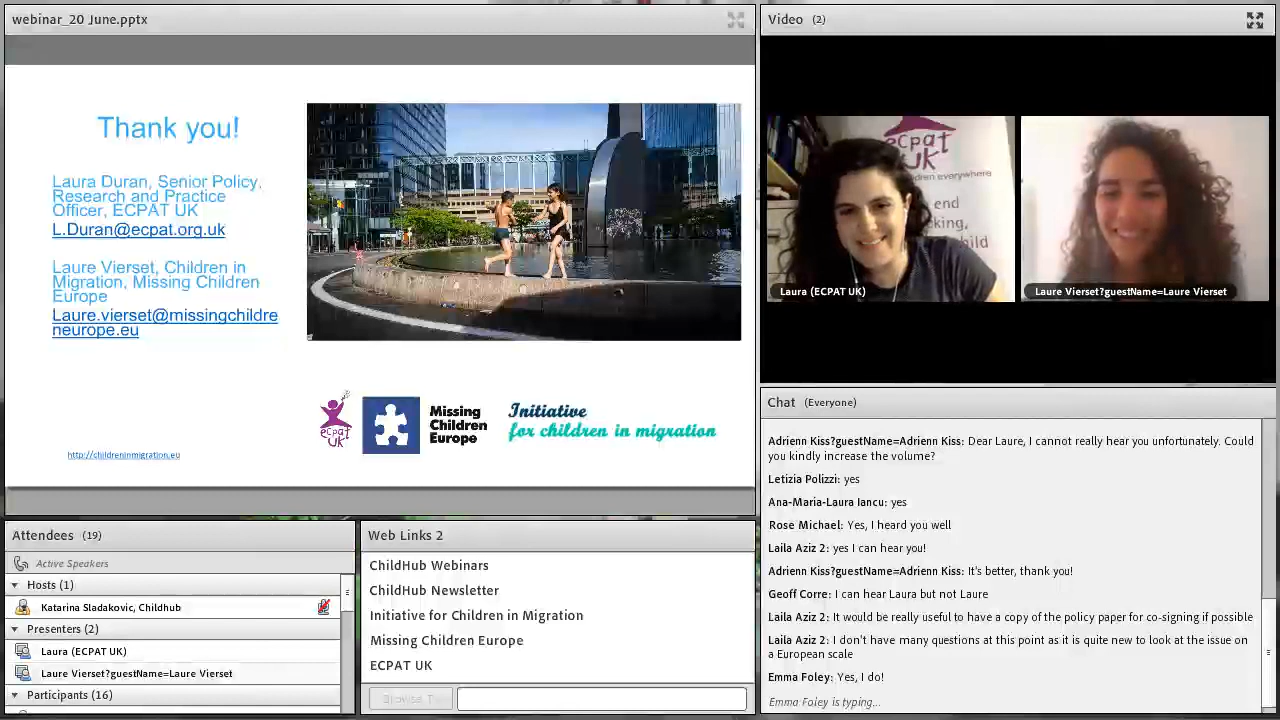 webinar_20 June.pptx
Thank you!
Laura Duran, Senior Policy,
Research and Practice
Officer, ECPAT UK
L.Duran@ecpat.org.uk
Laure Vierset, Children in
Migration, Missing Children
Europe
Laure.vierset@missingchildre
neurope.eu
ecpat
UK
Missing
Children
Europe
Initiative
for children in migration
http://childreninmigration.eu
Video (2)
ecpat
UK
ldren everywhere
end
king,
child
Laura (ECPAT UK)
Laure Vierset?guestName=Laure Vierset
Attendees (19)
Active Speakers
Hosts (1)
Katarina Sladakovic, Childhub
Presenters (2)
Laura (ECPAT UK)
Laure Vierset?guestName=Laure Vierset
Participants (16)
Web Links 2
ChildHub Webinars
ChildHub Newsletter
Initiative for Children in Migration
Missing Children Europe
ECPAT UK
Browse T
Chat (Everyone)
Adrienn Kiss?guestName=Adrienn Kiss: Dear Laure, I cannot really hear you unfortunately. Could
you kindly increase the volume?
Letizia Polizzi: yes
Ana-Maria-Laura Iancu: yes
Rose Michael: Yes, I heard you well
Laila Aziz 2: yes I can hear you!
Adrienn Kiss?guestName=Adrienn Kiss: It's better, thank you!
Geoff Corre: I can hear Laura but not Laure
Laila Aziz 2: It would be really useful to have a copy of the policy paper for co-signing if possible
Laila Aziz 2: I don't have many questions at this point as it is quite new to look at the issue on
a European scale
Emma Foley: Yes, I do!
Emma Foley is typing...